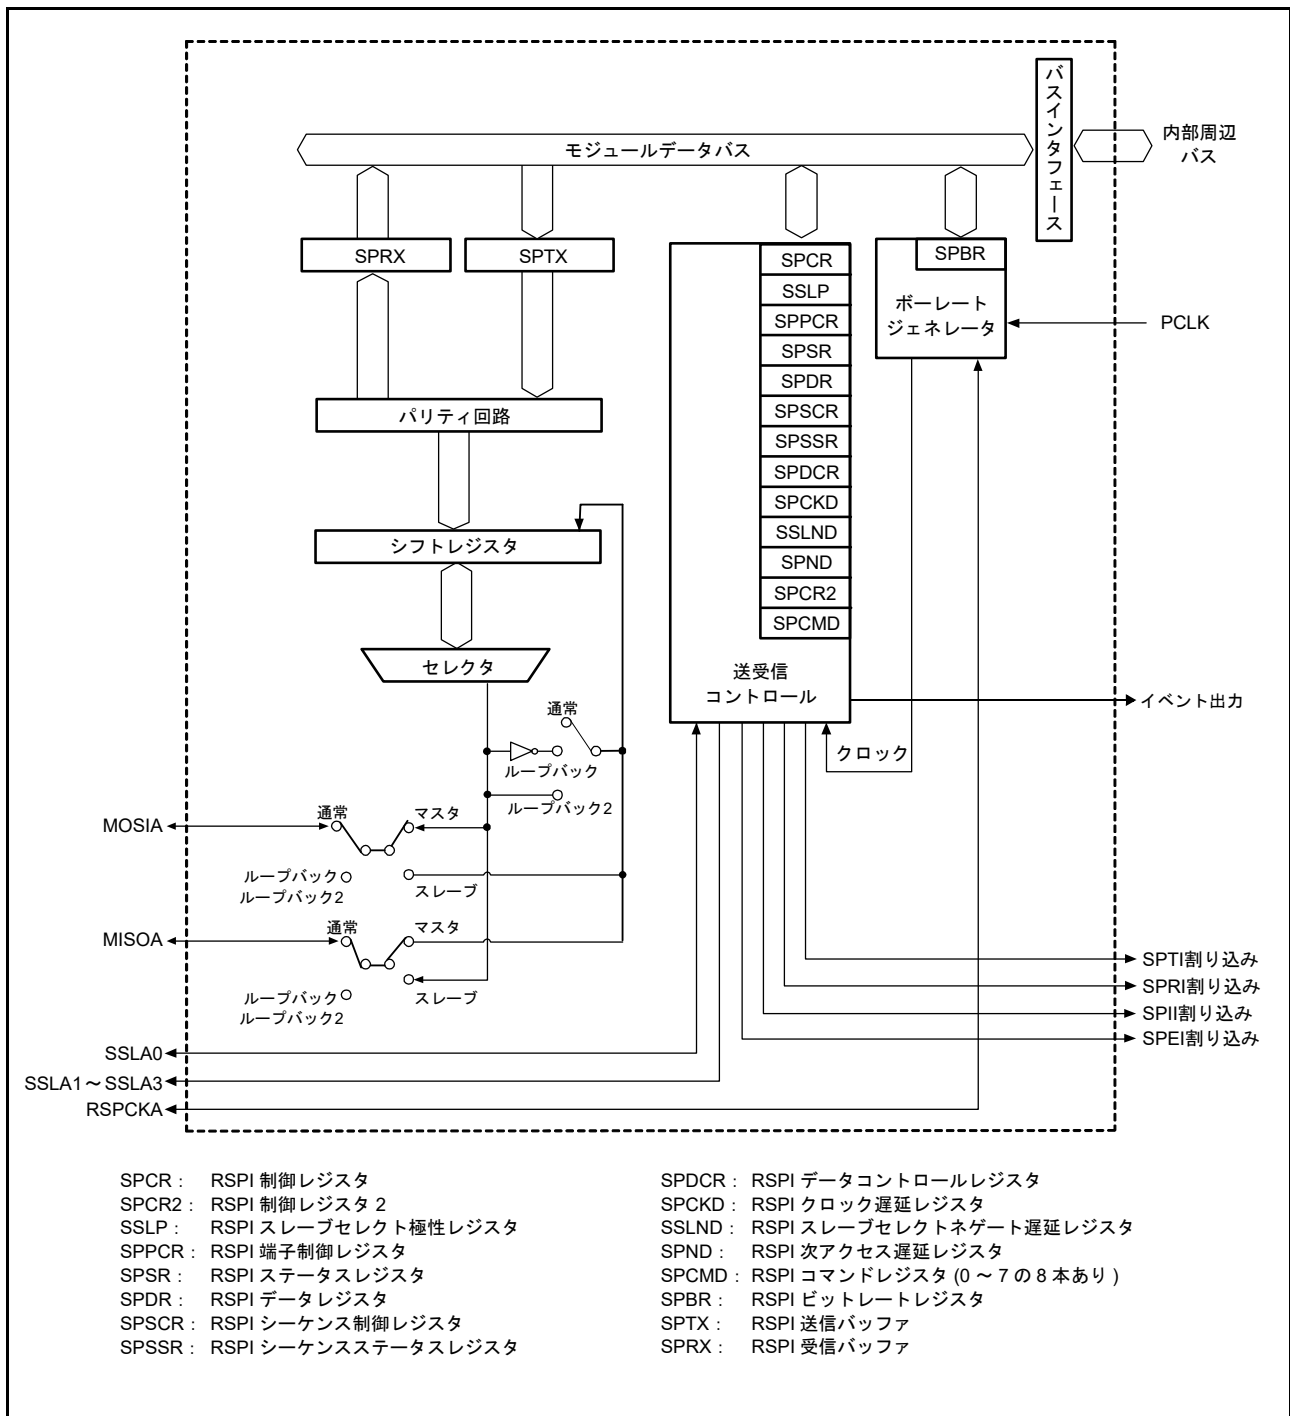 バスインタフェース
内部周辺
バス
モジュールデータバス
SPRX
SPTX
SPCR
SSLP
SPPCR
SPSR
SPDR
SPSCR
SPSSR
SPDCR
SPCKD
SSLND
SPND
SPCR2
SPCMD
送受信
コントロール
SPBR
ボーレート
ジェネレータ
PCLK
パリティ回路
シフトレジスタ
セレクタ
イベント出力
クロック
通常
ループバック
ループバック2
MOSIA
通常
マスタ
ループバック
ループバック2
スレーブ
MISOA
通常
マスタ
ループバック
ループバック2
スレーブ
SPTI割り込み
SPRI割り込み
SPII割り込み
SPEI割り込み
SSLA0
SSLA1～SSLA3
RSPCKA
SPCR： RSPI 制御レジスタ
SPCR2： RSPI 制御レジスタ 2
SSLP： RSPI スレーブセレクト極性レジスタ
SPPCR： RSPI 端子制御レジスタ
SPSR： RSPI ステータスレジスタ
SPDR： RSPI データレジスタ
SPSCR： RSPI シーケンス制御レジスタ
SPSSR： RSPI シーケンスステータスレジスタ
SPDCR： RSPI データコントロールレジスタ
SPCKD： RSPI クロック遅延レジスタ
SSLND： RSPI スレーブセレクトネゲート遅延レジスタ
SPND： RSPI 次アクセス遅延レジスタ
SPCMD： RSPI コマンドレジスタ (0 ～ 7 の 8 本あり )
SPBR： RSPI ビットレートレジスタ
SPTX： RSPI 送信バッファ
SPRX： RSPI 受信バッファ